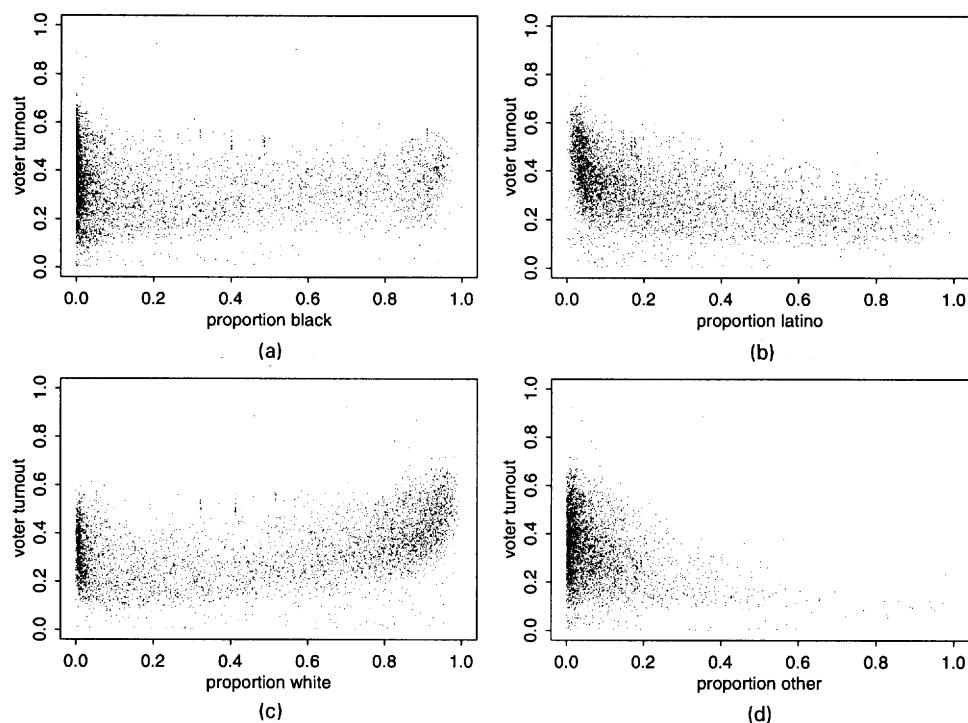 voter turnout
0.0 0.2 0.4 0.6 0.8 1.0
0.0 0.2 0.4 0.6 0.8 1.0
proportion black
(a)
voter turnout
0.0 0.2 0.4 0.6 0.8 1.0
0.0 0.2 0.4 0.6 0.8 1.0
proportion latino
(b)
voter turnout
0.0 0.2 0.4 0.6 0.8 1.0
0.0 0.2 0.4 0.6 0.8 1.0
proportion white
(c)
voter turnout
0.0 0.2 0.4 0.6 0.8 1.0
0.0 0.2 0.4 0.6 0.8 1.0
proportion other
(d)